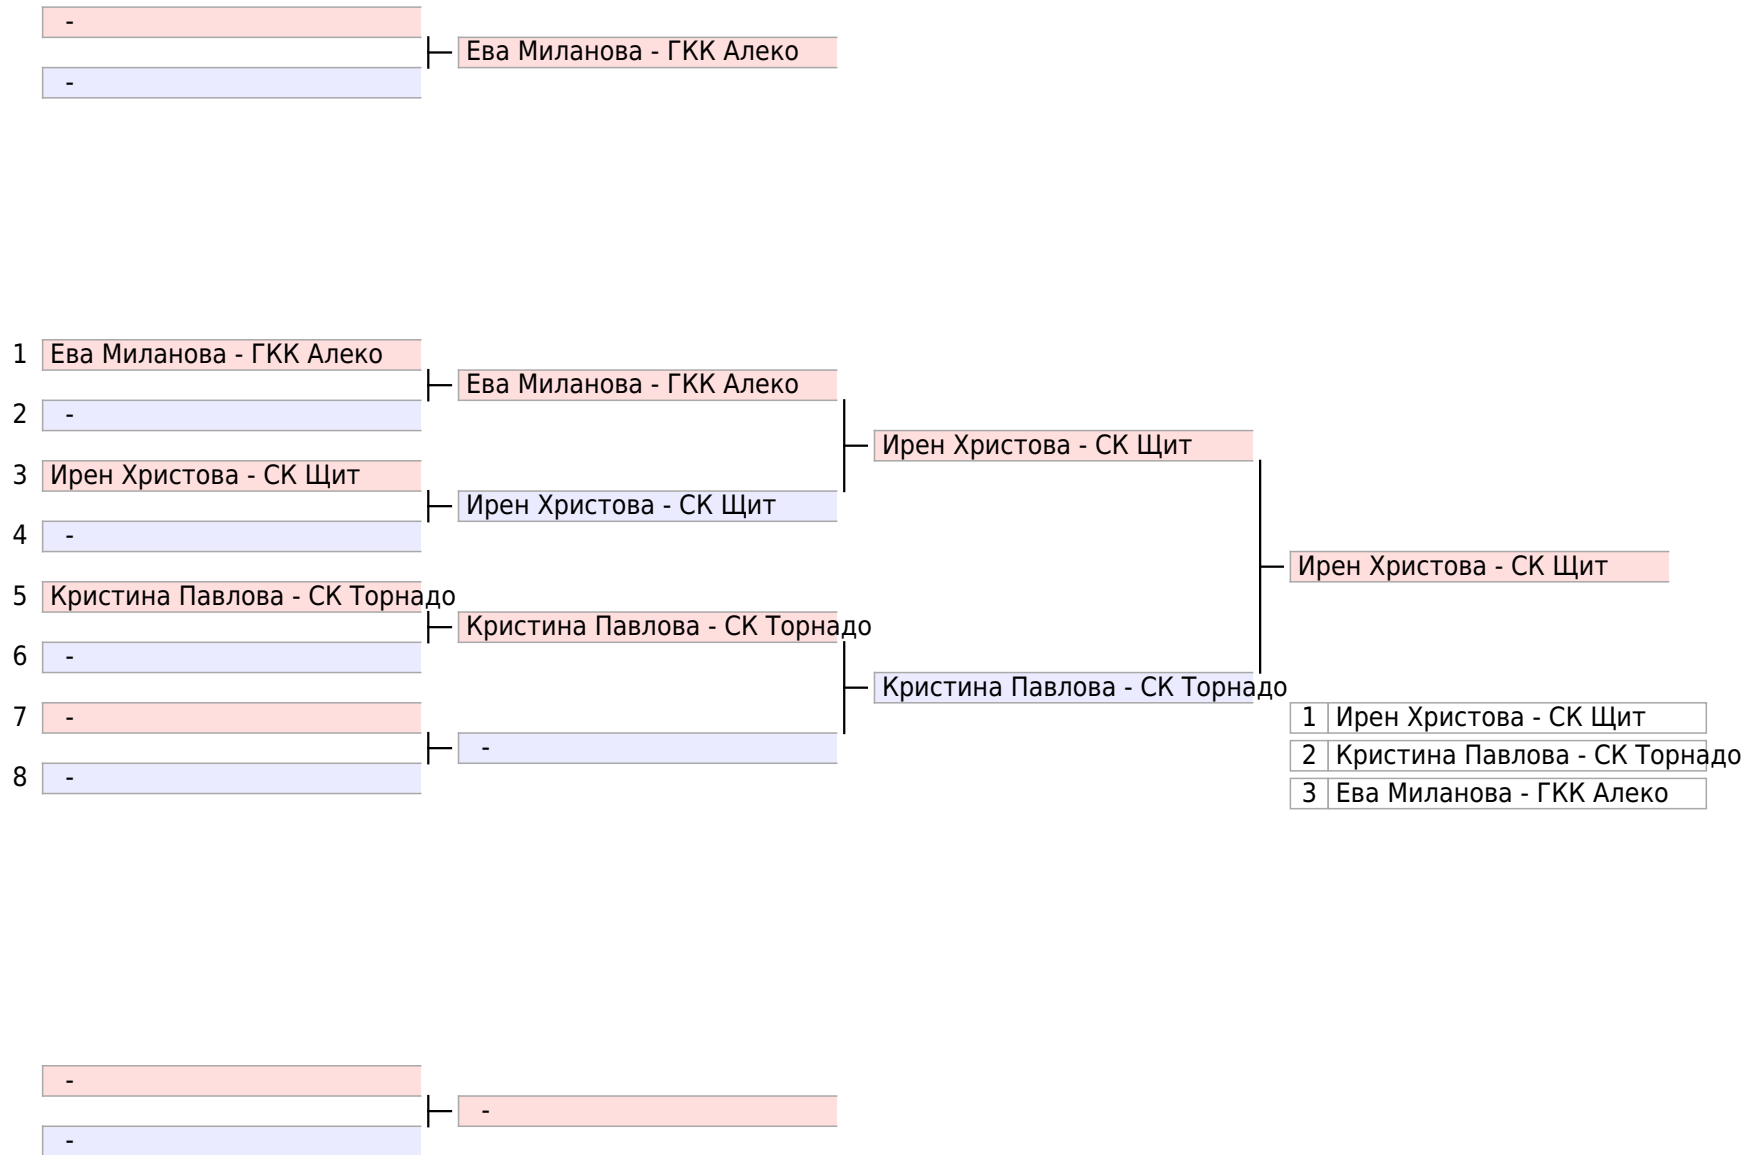 -
Ева Миланова - ГКК Алеко
-
1 Ева Миланова - ГКК Алеко
Ева Миланова - ГКК Алеко
2 -
Ирен Христова - СК Щит
3 Ирен Христова - СК Щит
Ирен Христова - СК Щит
4 -
Ирен Христова - СК Щит
5 Кристина Павлова - СК Торнадо
Кристина Павлова - СК Торнадо
6 -
Кристина Павлова - СК Торнадо
7 -
1 Ирен Христова - СК Щит
-
2 Кристина Павлова - СК Торнадо
8 -
3 Ева Миланова - ГКК Алеко
-
-
-